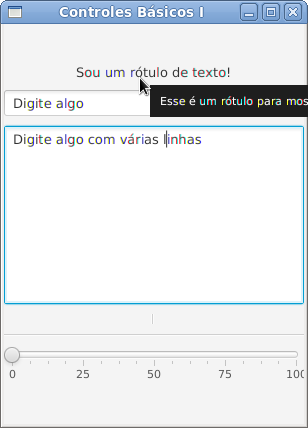 Controles Básicos I
Sou um rótulo de texto!
Digite algo
Esse é um rótulo para mos
Digite algo com várias linhas
0 25 50 75 100